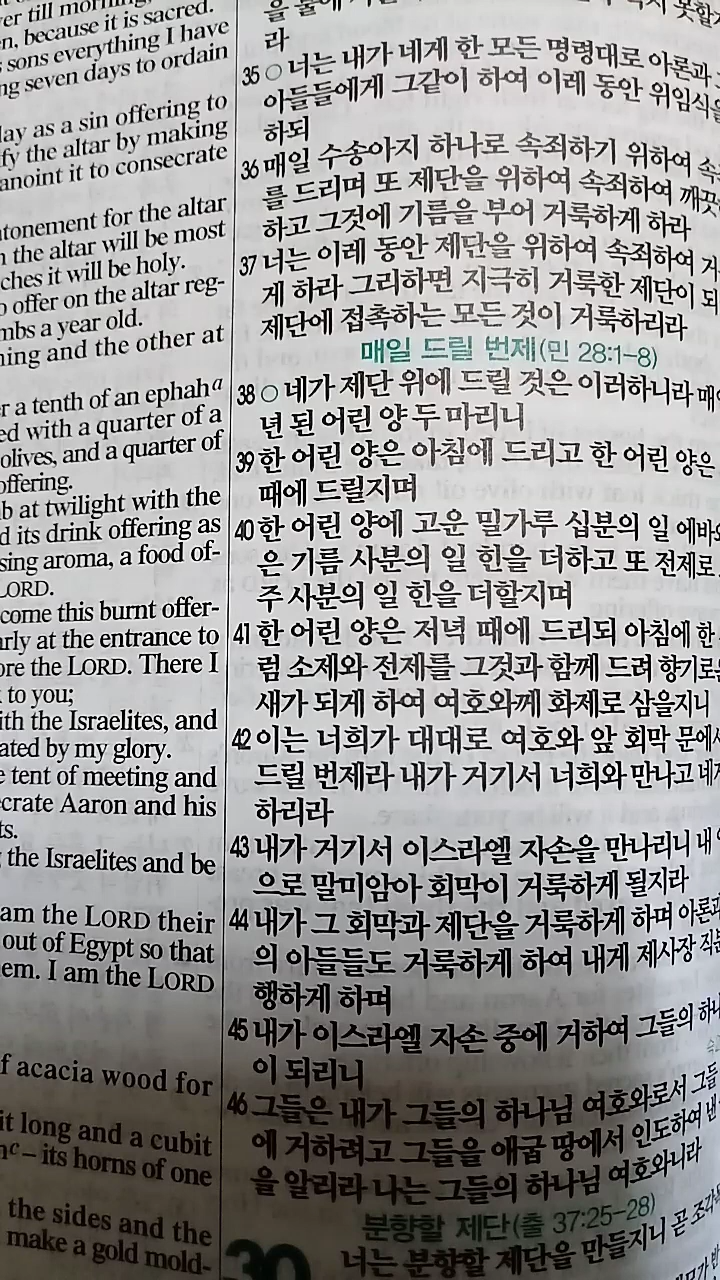 er till morning,
n, because it is sacred.
sons everything I have
ng seven days to ordain
lay as a sin offering to
fy the altar by making
anoint it to consecrate
tonement for the altar
n the altar will be most
ches it will be holy.
o offer on the altar reg-
mbs a year old.
ning and the other at
r a tenth of an ephah a
ed with a quarter of a
olives, and a quarter of
offering.
b at twilight with the
d its drink offering as
sing aroma, a food of-
LORD.
come this burnt offer-
arly at the entrance to
ore the LORD. There I
to you;
ith the Israelites, and
ated by my glory.
e tent of meeting and
ecrate Aaron and his
ts.
the Israelites and be
am the LORD their
out of Egypt so that
em. I am the LORD
f acacia wood for
it long and a cubit
c – its horns of one
the sides and the
make a gold mold-
라
35 ○ 너는 내가 네게 한 모든 명령대로 아론과
아들들에게 그같이 하여 이레 동안 위임식을
하되
36 매일 수송아지 하나로 속죄하기 위하여 속
를 드리며 또 제단을 위하여 속죄하여 깨끗
하고 그것에 기름을 부어 거룩하게 하라
37 너는 이레 동안 제단을 위하여 속죄하여 거
게 하라 그리하면 지극히 거룩한 제단이 되
제단에 접촉하는 모든 것이 거룩하리라
매일 드릴 번제(민 28:1-8)
38 ○ 네가 제단 위에 드릴 것은 이러하니라 매
년 된 어린 양 두 마리니
39 한 어린 양은 아침에 드리고 한 어린 양은
때에 드릴지며
40 한 어린 양에 고운 밀가루 십분의 일 에바와
은 기름 사분의 일 힌을 더하고 또 전제로
주 사분의 일 힌을 더할지며
41 한 어린 양은 저녁 때에 드리되 아침에 한
럼 소제와 전제를 그것과 함께 드려 향기로운
새가 되게 하여 여호와께 화제로 삼을지니
42 이는 너희가 대대로 여호와 앞 회막 문에서
드릴 번제라 내가 거기서 너희와 만나고 네게
하리라
43 내가 거기서 이스라엘 자손을 만나리니 내
으로 말미암아 회막이 거룩하게 될지라
44 내가 그 회막과 제단을 거룩하게 하며 아론과
의 아들들도 거룩하게 하여 내게 제사장 직분
행하게 하며
45 내가 이스라엘 자손 중에 거하여 그들의 하나
이 되리니
46 그들은 내가 그들의 하나님 여호와로서 그들
에 거하려고 그들을 애굽 땅에서 인도하여 낸
을 알리라 나는 그들의 하나님 여호와니라
분향할 제단(출 37:25-28)
30 너는 분향할 제단을 만들지니 곧 조각목